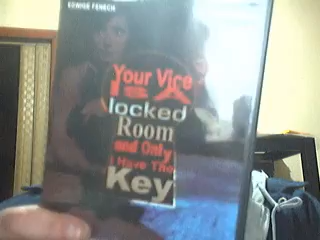 EDWIGE FENECH
Your Vice
is A
locked
Room
and Only
I Have The
Key